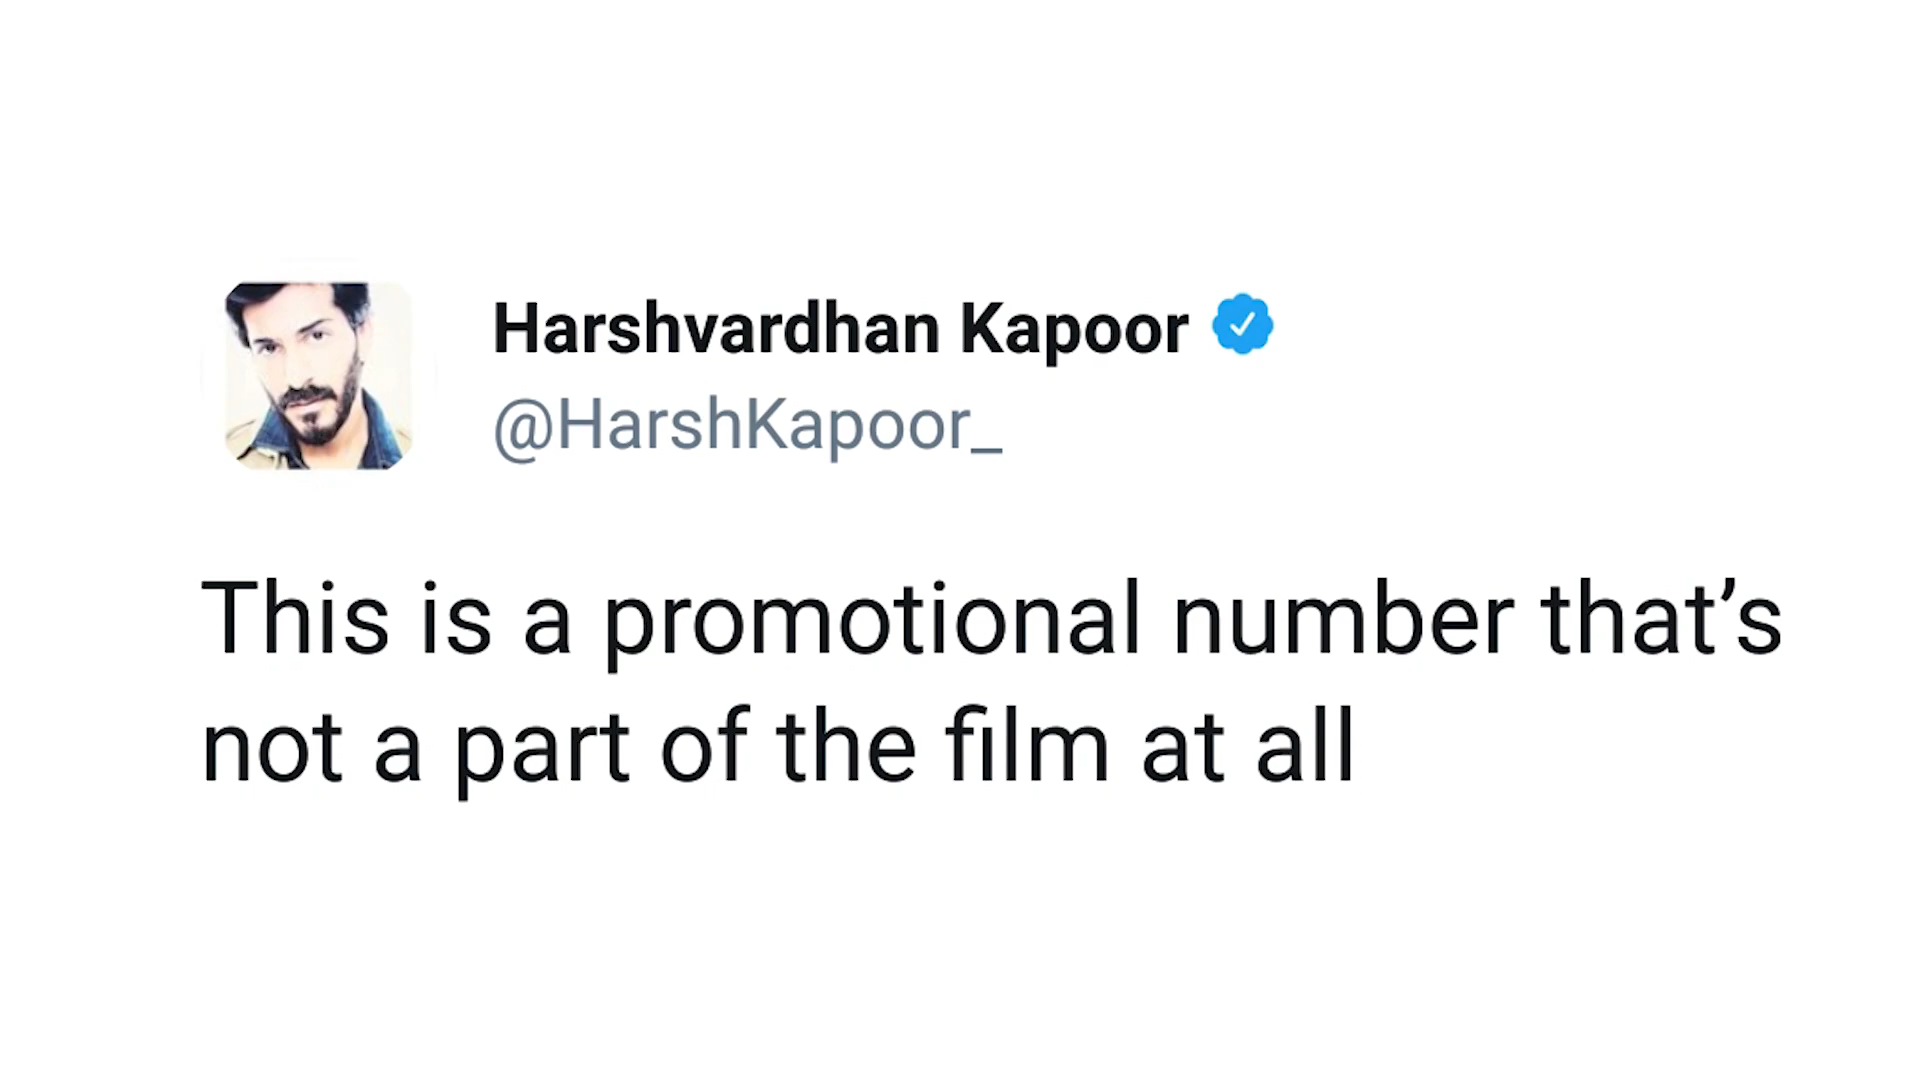 Harshvardhan Kapoor
@HarshKapoor_
This is a promotional number that’s
not a part of the film at all